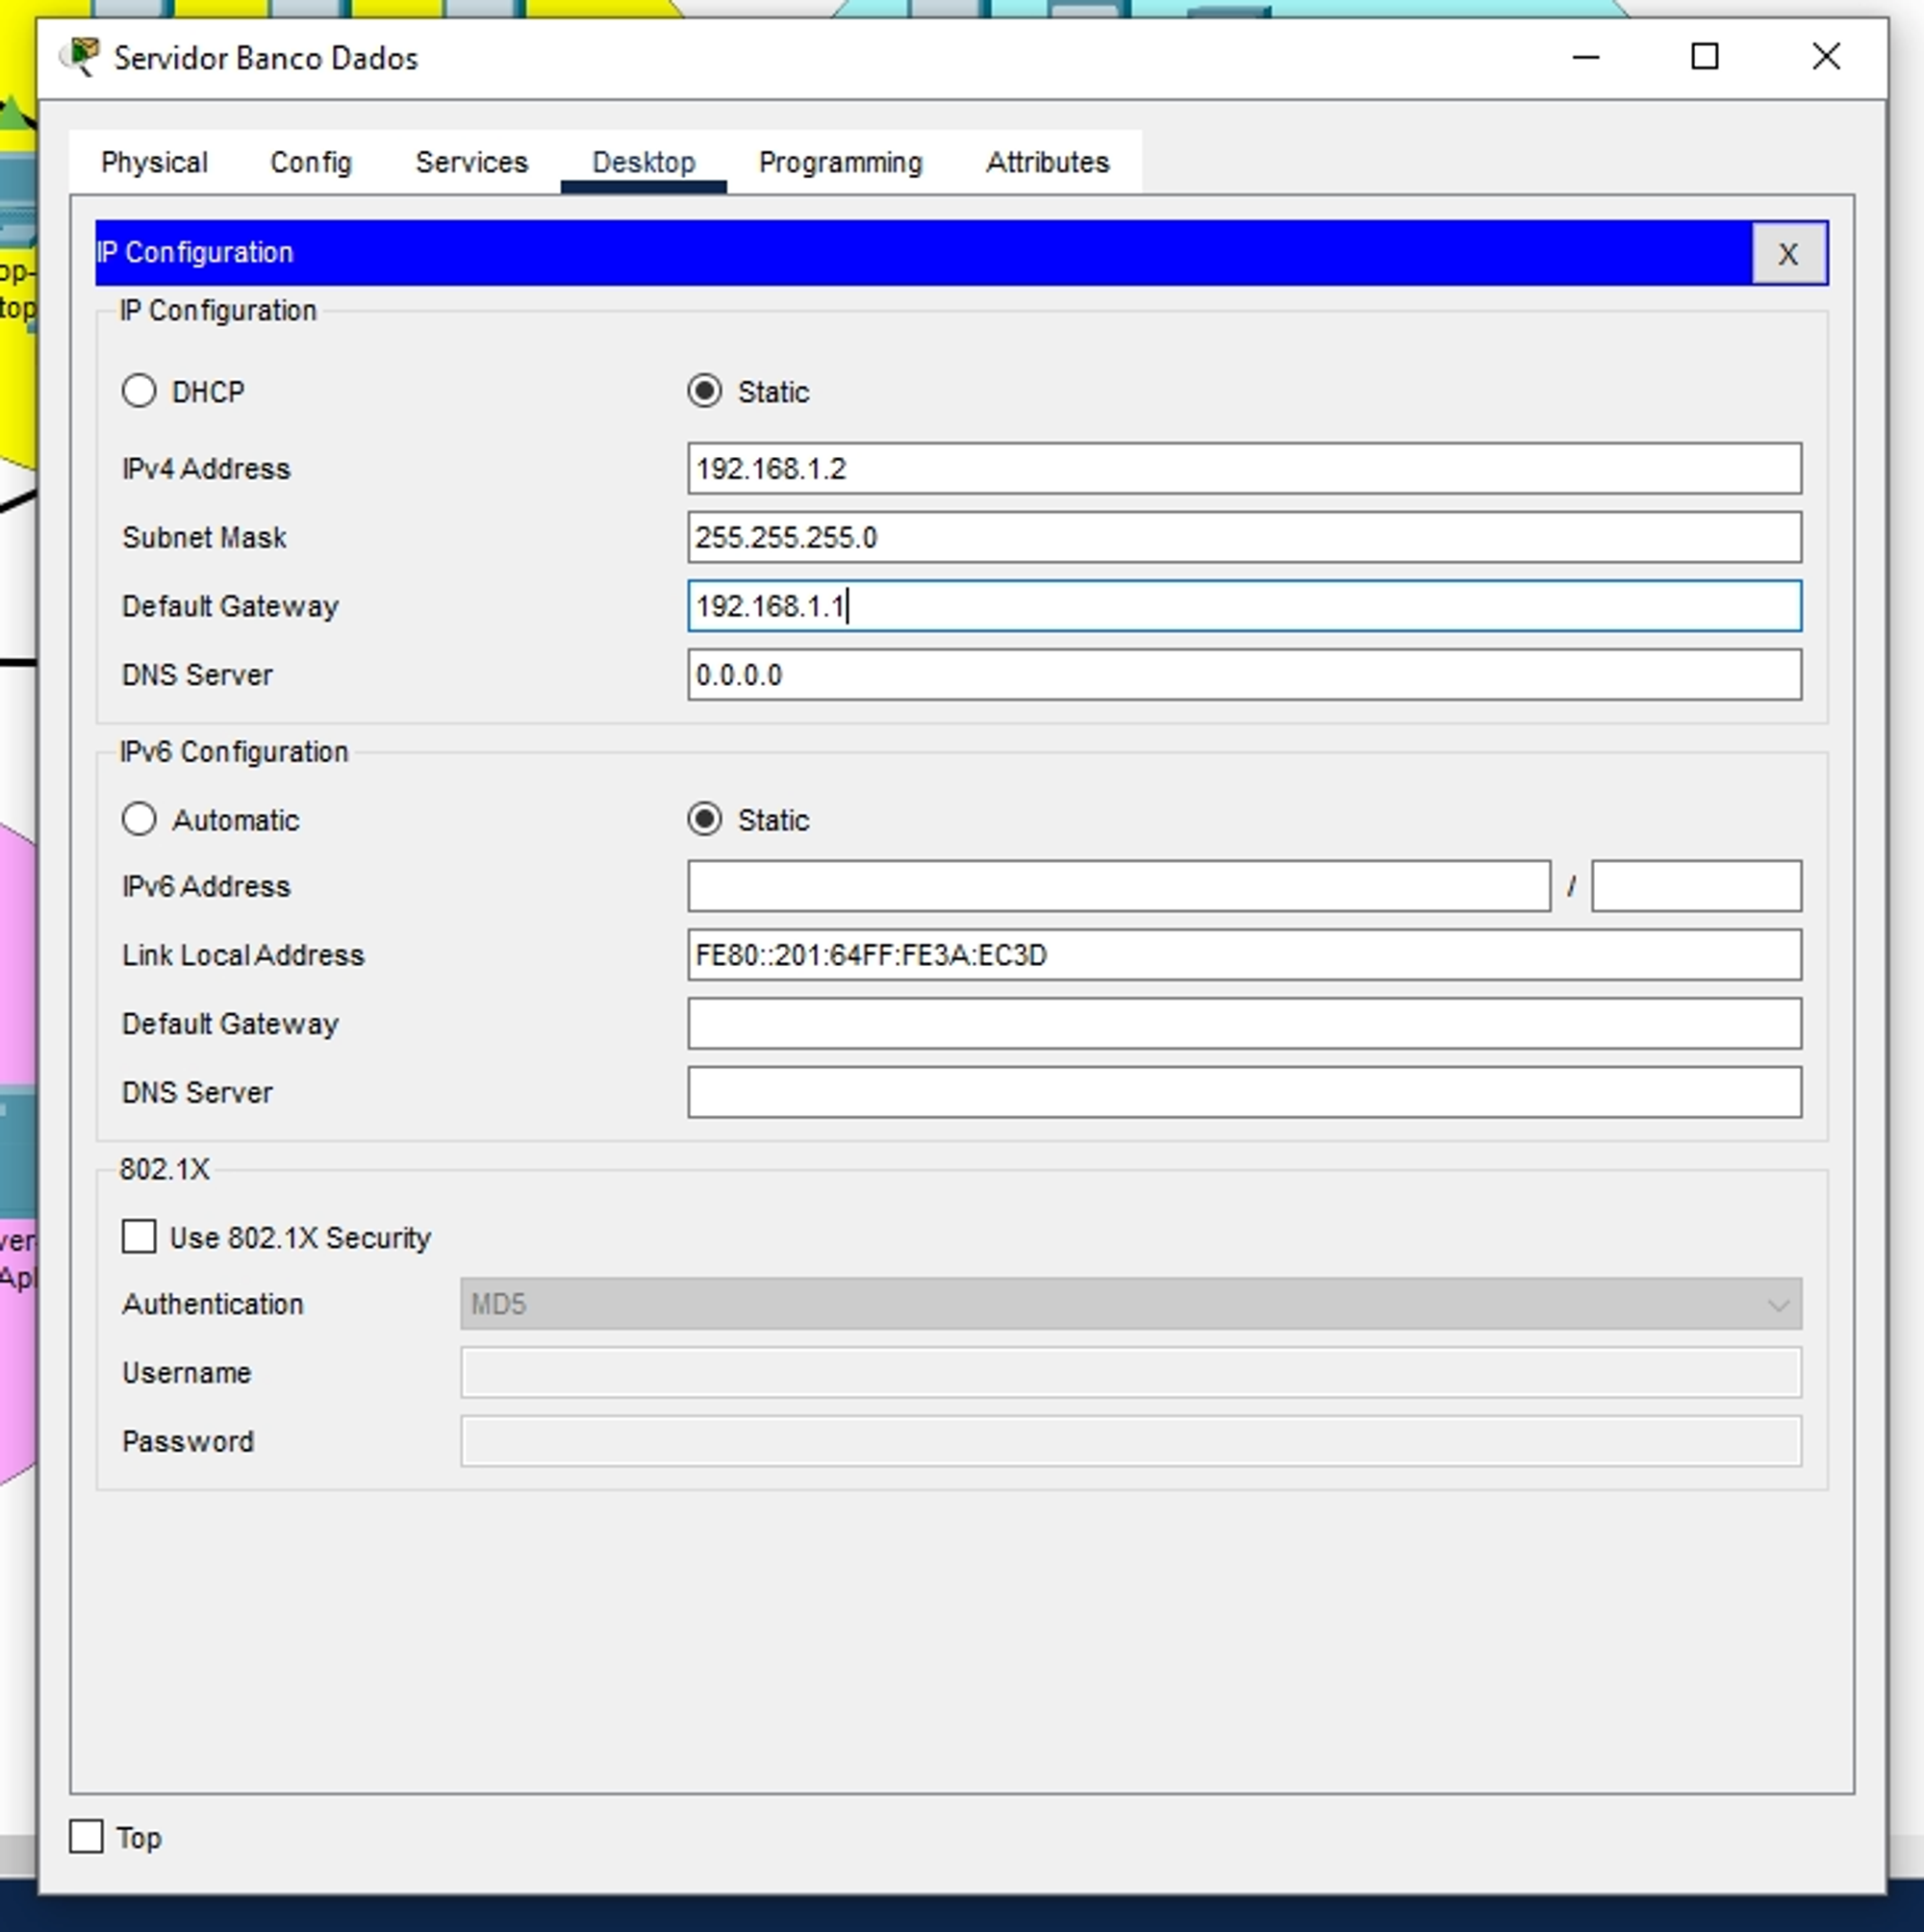 Servidor Banco Dados
Physical Config Services Desktop Programming Attributes
IP Configuration X
IP Configuration
DHCP Static
IPv4 Address 192.168.1.2
Subnet Mask 255.255.255.0
Default Gateway 192.168.1.1
DNS Server 0.0.0.0
IPv6 Configuration
Automatic Static
IPv6 Address /
Link Local Address FE80::201:64FF:FE3A:EC3D
Default Gateway
DNS Server
802.1X
Use 802.1X Security
Authentication MD5
Username
Password
Top